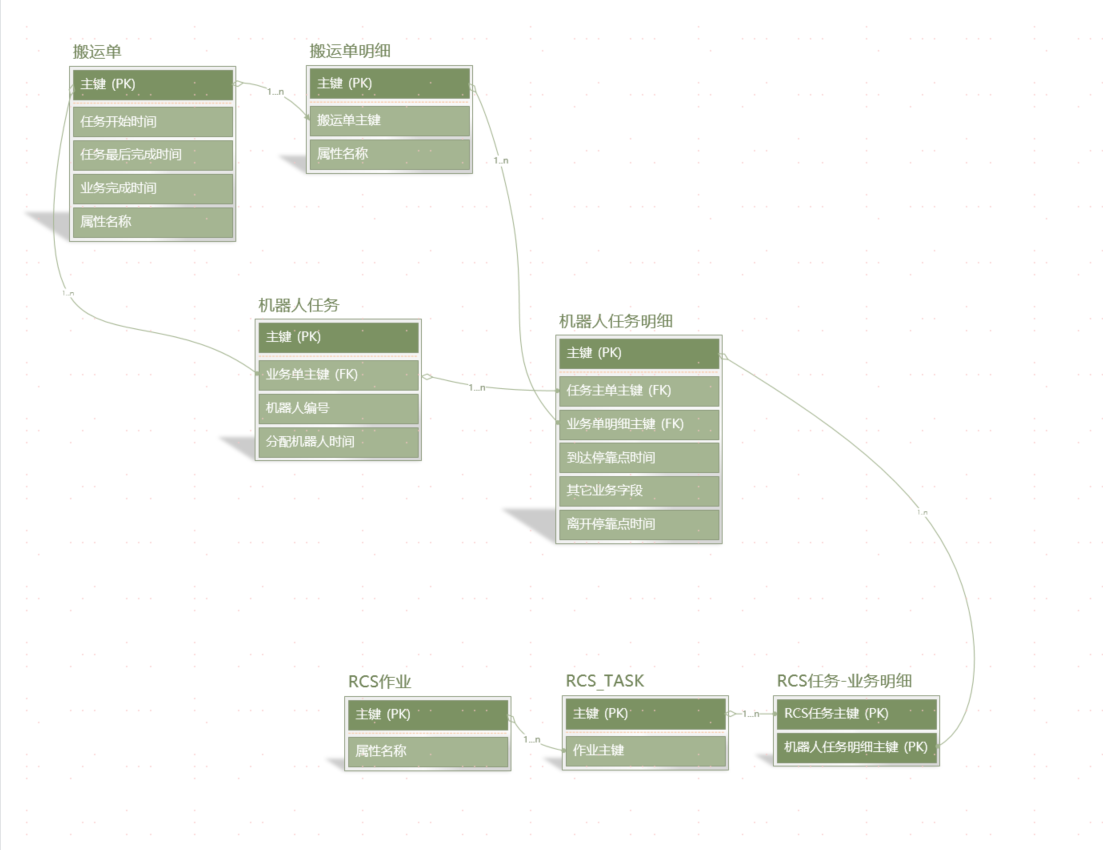 搬运单
主键 (PK)
任务开始时间
任务最后完成时间
业务完成时间
属性名称
搬运单明细
主键 (PK)
搬运单主键
属性名称
1...n
1...n
1...n
机器人任务
主键 (PK)
业务单主键 (FK)
机器人编号
分配机器人时间
1...n
机器人任务明细
主键 (PK)
任务主单主键 (FK)
业务单明细主键 (FK)
到达停靠点时间
其它业务字段
离开停靠点时间
1...n
RCS作业
主键 (PK)
属性名称
1...n
RCS_TASK
主键 (PK)
作业主键
1...n
RCS任务-业务明细
RCS任务主键 (PK)
机器人任务明细主键 (PK)